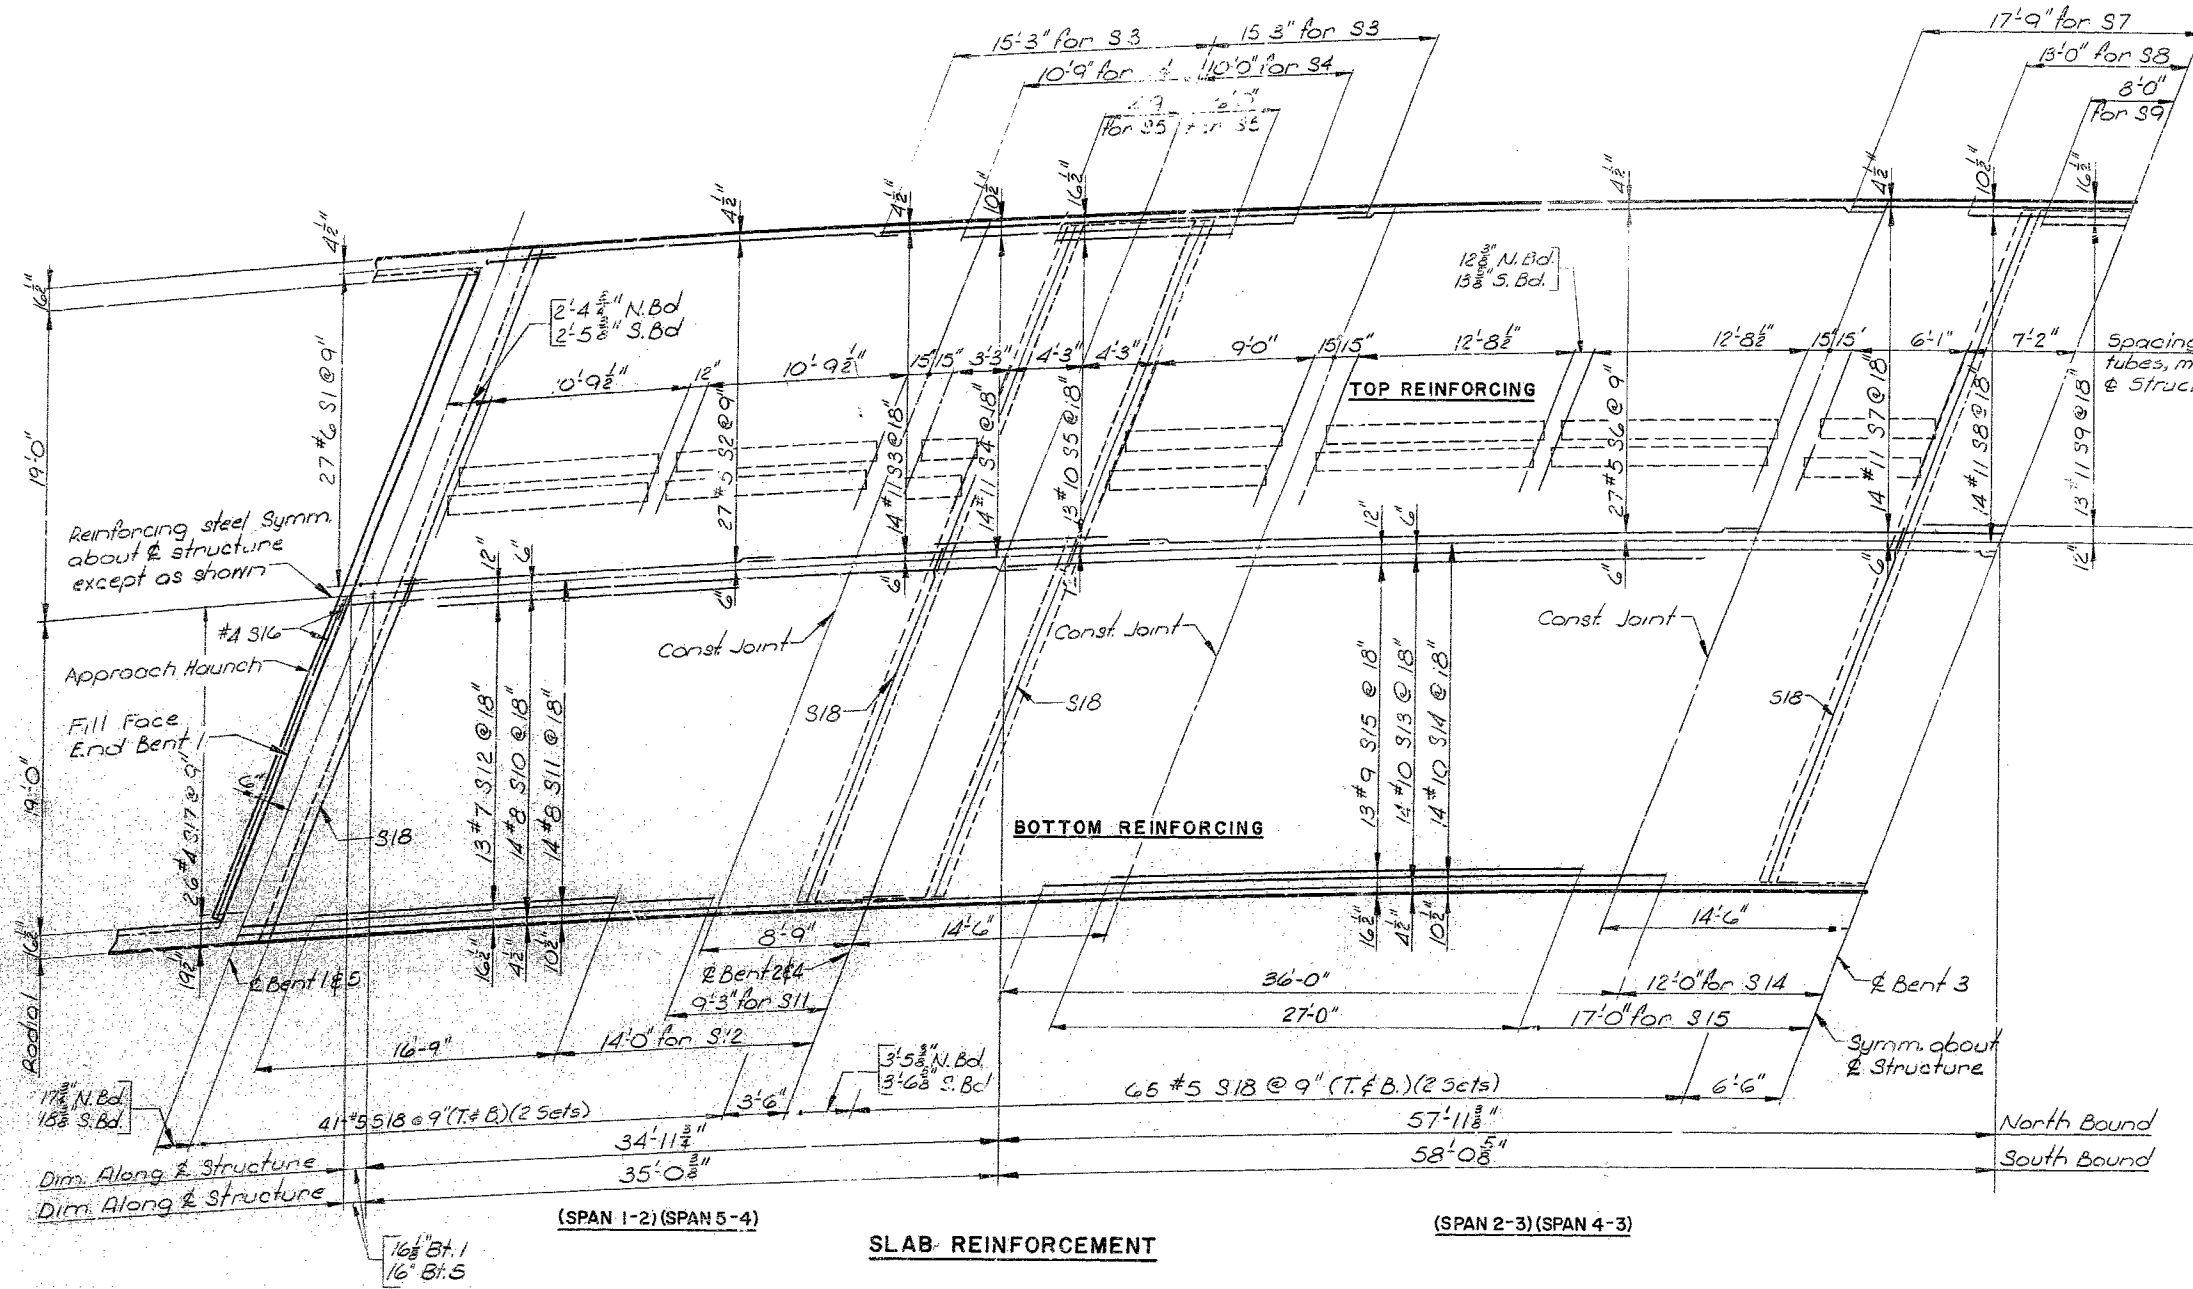 15'-3" for S3
15'3" for S3
17'-9" for S7
10'-9" for
10'-0" for S4
13'-0" for S8
for S5
for S5
8'-0"
for S9
4½"
4½"
4½"
10½"
16½"
4½"
4½"
10½"
16½"
16½"
19'-0"
27 #6 S1 @ 9"
2'-4¾" N.Bd
2'-5⅝" S.Bd
12⅜" N.Bd.
13⅛" S.Bd.
10'-9½"
12"
10'-9½"
15"
15"
3'-3"
4'-3"
4'-3"
9'-0"
15"
15"
12'-8½"
12'-8½"
15"
15"
6'-1"
7'-2"
Spacing
tubes, m
℄ Struc
TOP REINFORCING
27 #5 S2 @ 9"
14 #11 S3 @ 18"
14 #11 S4 @ 18"
13 #10 S5 @ 18"
27 #5 S6 @ 9"
14 #11 S7 @ 18"
14 #11 S8 @ 18"
13 #11 S9 @ 18"
Reinforcing steel Symm.
about ℄ structure
except as shown
12"
6"
6"
6"
12"
6"
6"
6"
12"
#4 S16
Approach Haunch
Fill Face
End Bent 1
Const. Joint
Const. Joint
Const. Joint
S18
S18
S18
S18
19'-0"
26 #4 S17 @ 9"
13 #7 S12 @ 18"
14 #8 S10 @ 18"
14 #8 S11 @ 18"
13 #9 S15 @ 18"
14 #10 S13 @ 18"
14 #10 S14 @ 18"
BOTTOM REINFORCING
16½"
Radial
19½"
16½"
4½"
10½"
16½"
4½"
10½"
℄ Bent 1 & 5
8'-9"
14'-6"
14'-6"
℄ Bent 2 & 4
9'-3" for S11
36'-0"
12'-0" for S14
℄ Bent 3
27'-0"
17'-0" for S15
16'-9"
14'-0" for S12
3'-5⅜" N.Bd.
3'-6⅜" S.Bd
Symm. about
℄ Structure
17⅜" N.Bd.
18⅛" S.Bd.
41-#5 S18 @ 9" (T.& B.) (2 Sets)
3'-6"
65 #5 S18 @ 9" (T.& B.) (2 Sets)
6'-6"
34'-11¾"
57'-11⅜"
North Bound
Dim. Along ℄ Structure
35'-0⅜"
58'-0⅝"
South Bound
Dim. Along ℄ Structure
(SPAN 1-2) (SPAN 5-4)
(SPAN 2-3) (SPAN 4-3)
16⅛" Bt. 1
16" Bt. 5
SLAB REINFORCEMENT